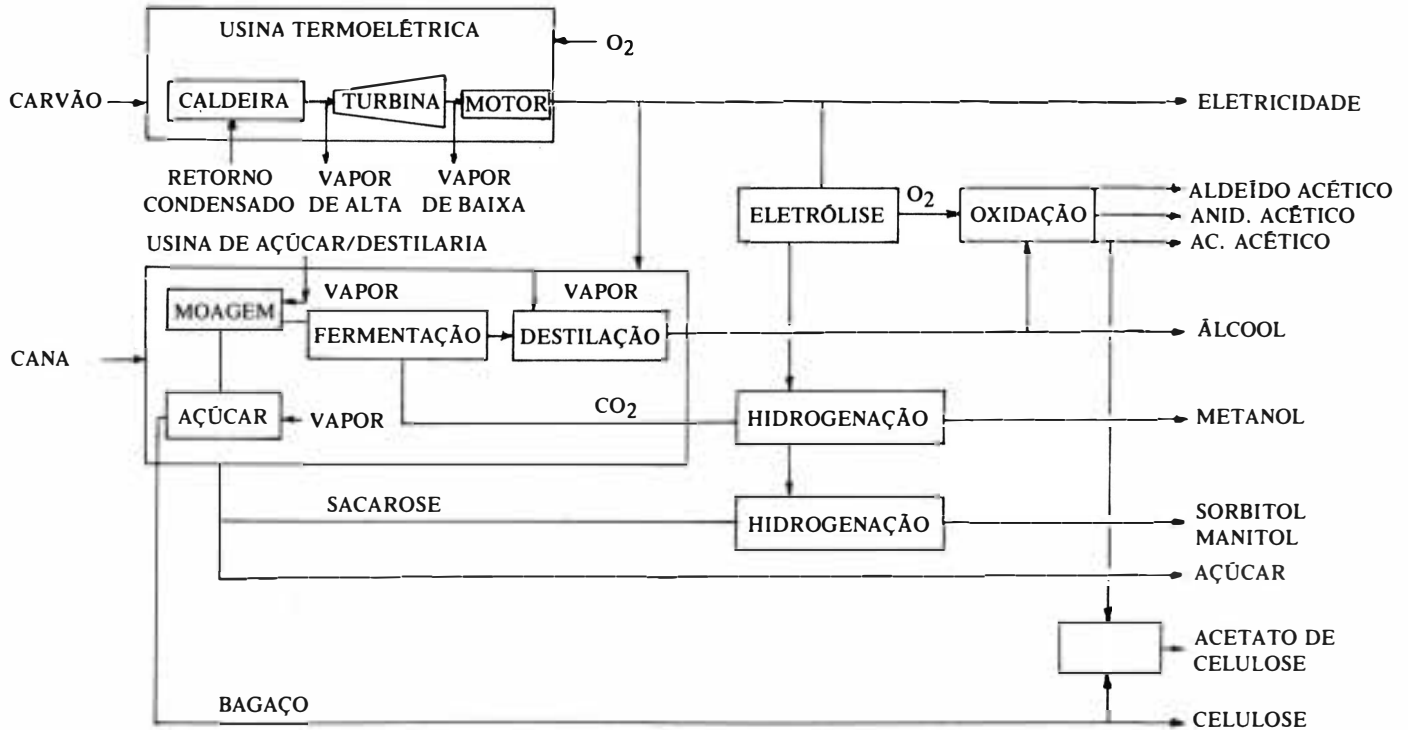 USINA TERMOELÉTRICA
O2
CARVÃO
CALDEIRA
TURBINA
MOTOR
ELETRICIDADE
RETORNO
CONDENSADO
VAPOR
DE ALTA
VAPOR
DE BAIXA
ELETRÓLISE
O2
OXIDAÇÃO
ALDEÍDO ACÉTICO
ANID. ACÉTICO
AC. ACÉTICO
USINA DE AÇÚCAR/DESTILARIA
MOAGEM
VAPOR
VAPOR
FERMENTAÇÃO
DESTILAÇÃO
ÁLCOOL
CANA
AÇÚCAR
VAPOR
CO2
HIDROGENAÇÃO
METANOL
SACAROSE
HIDROGENAÇÃO
SORBITOL
MANITOL
AÇÚCAR
ACETATO DE
CELULOSE
BAGAÇO
CELULOSE